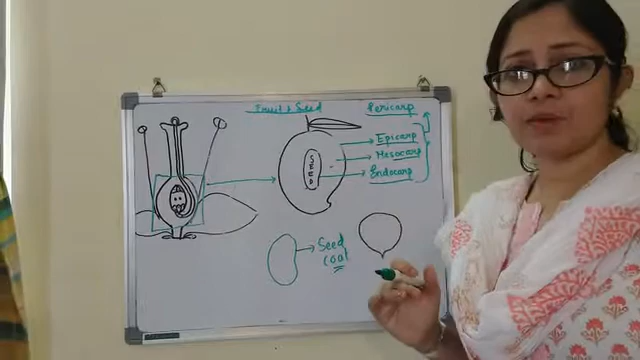 Fruit & Seed
Pericarp
Epicarp
Mesocarp
Endocarp
SEED
Seed
coat